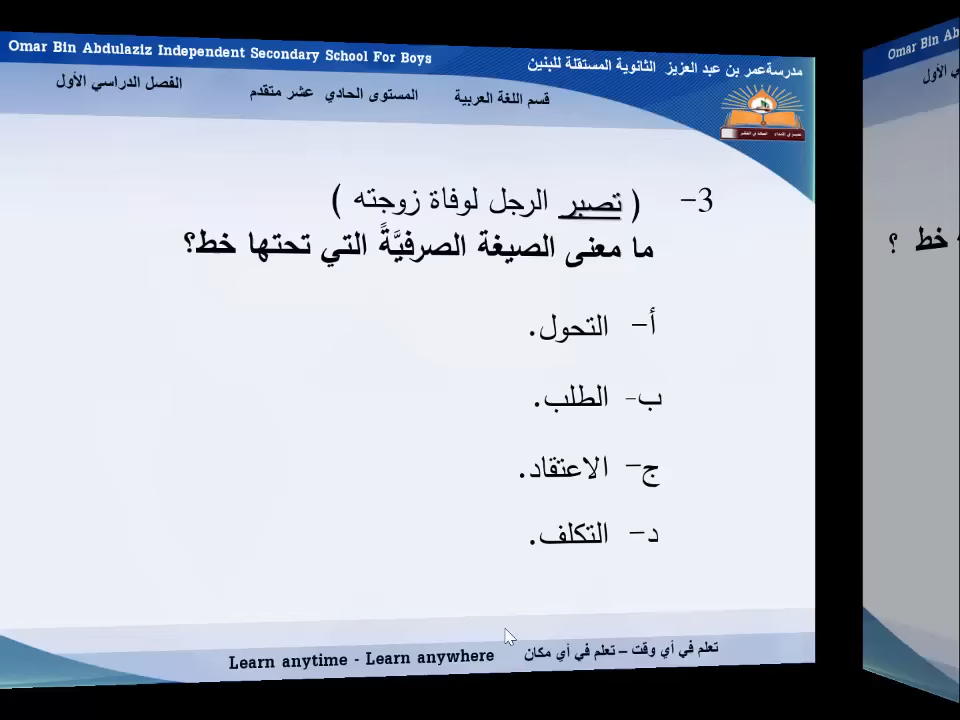 Omar Bin Abdulaziz Independent Secondary School For Boys
مدرسةعمر بن عبد العزيز الثانوية المستقلة للبنين
قسم اللغة العربية المستوى الحادي عشر متقدم الفصل الدراسي الأول
3- ( تصبر الرجل لوفاة زوجته )
ما معنى الصيغة الصرفيَّةً التي تحتها خط؟
أ- التحول.
ب- الطلب.
ج- الاعتقاد.
د- التكلف.
تعلم في أي وقت – تعلم في أي مكان
Learn anytime - Learn anywhere
Omar Bin Ab
خط ؟